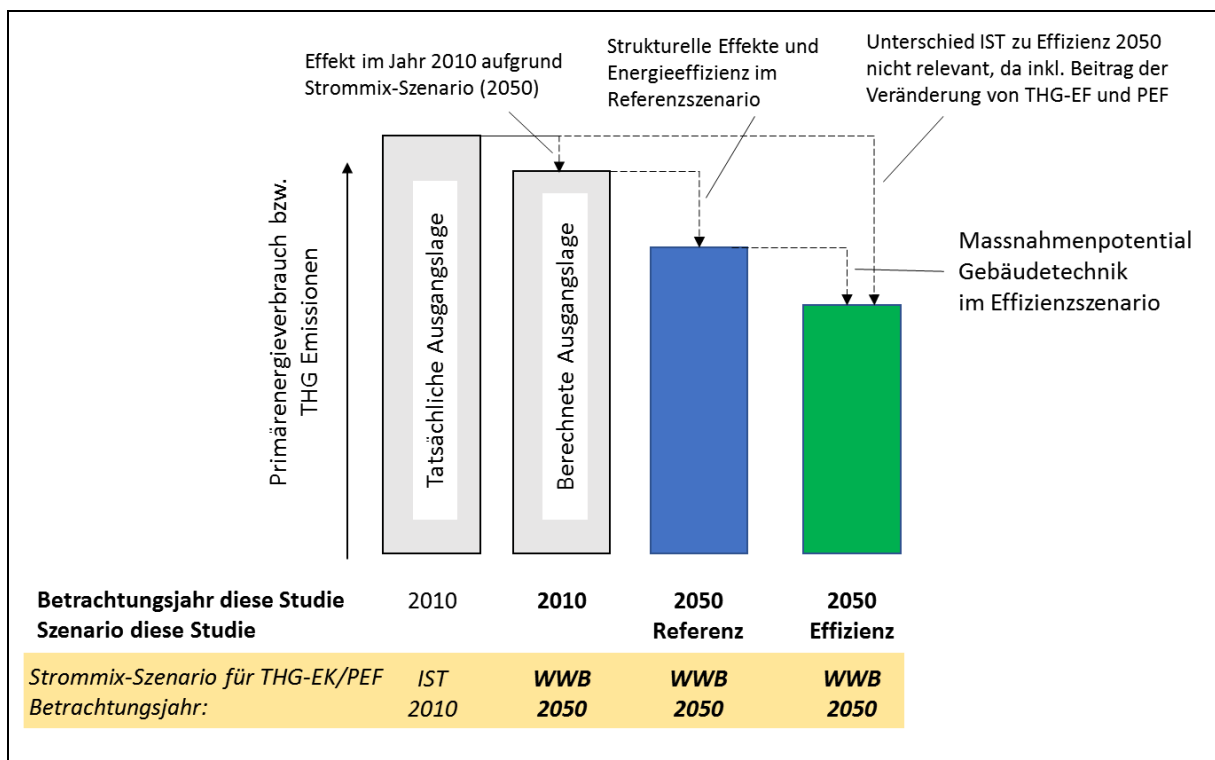 Effekt im Jahr 2010 aufgrund
Strommix-Szenario (2050)
Strukturelle Effekte und
Energieeffizienz im
Referenzszenario
Unterschied IST zu Effizienz 2050
nicht relevant, da inkl. Beitrag der
Veränderung von THG-EF und PEF
Massnahmenpotential
Gebäudetechnik
im Effizienzszenario
Primärenergieverbrauch bzw.
THG Emissionen
Tatsächliche Ausgangslage
Berechnete Ausgangslage
Betrachtungsjahr diese Studie 2010 2010 2050 2050
Szenario diese Studie Referenz Effizienz
Strommix-Szenario für THG-EK/PEF IST WWB WWB WWB
Betrachtungsjahr: 2010 2050 2050 2050